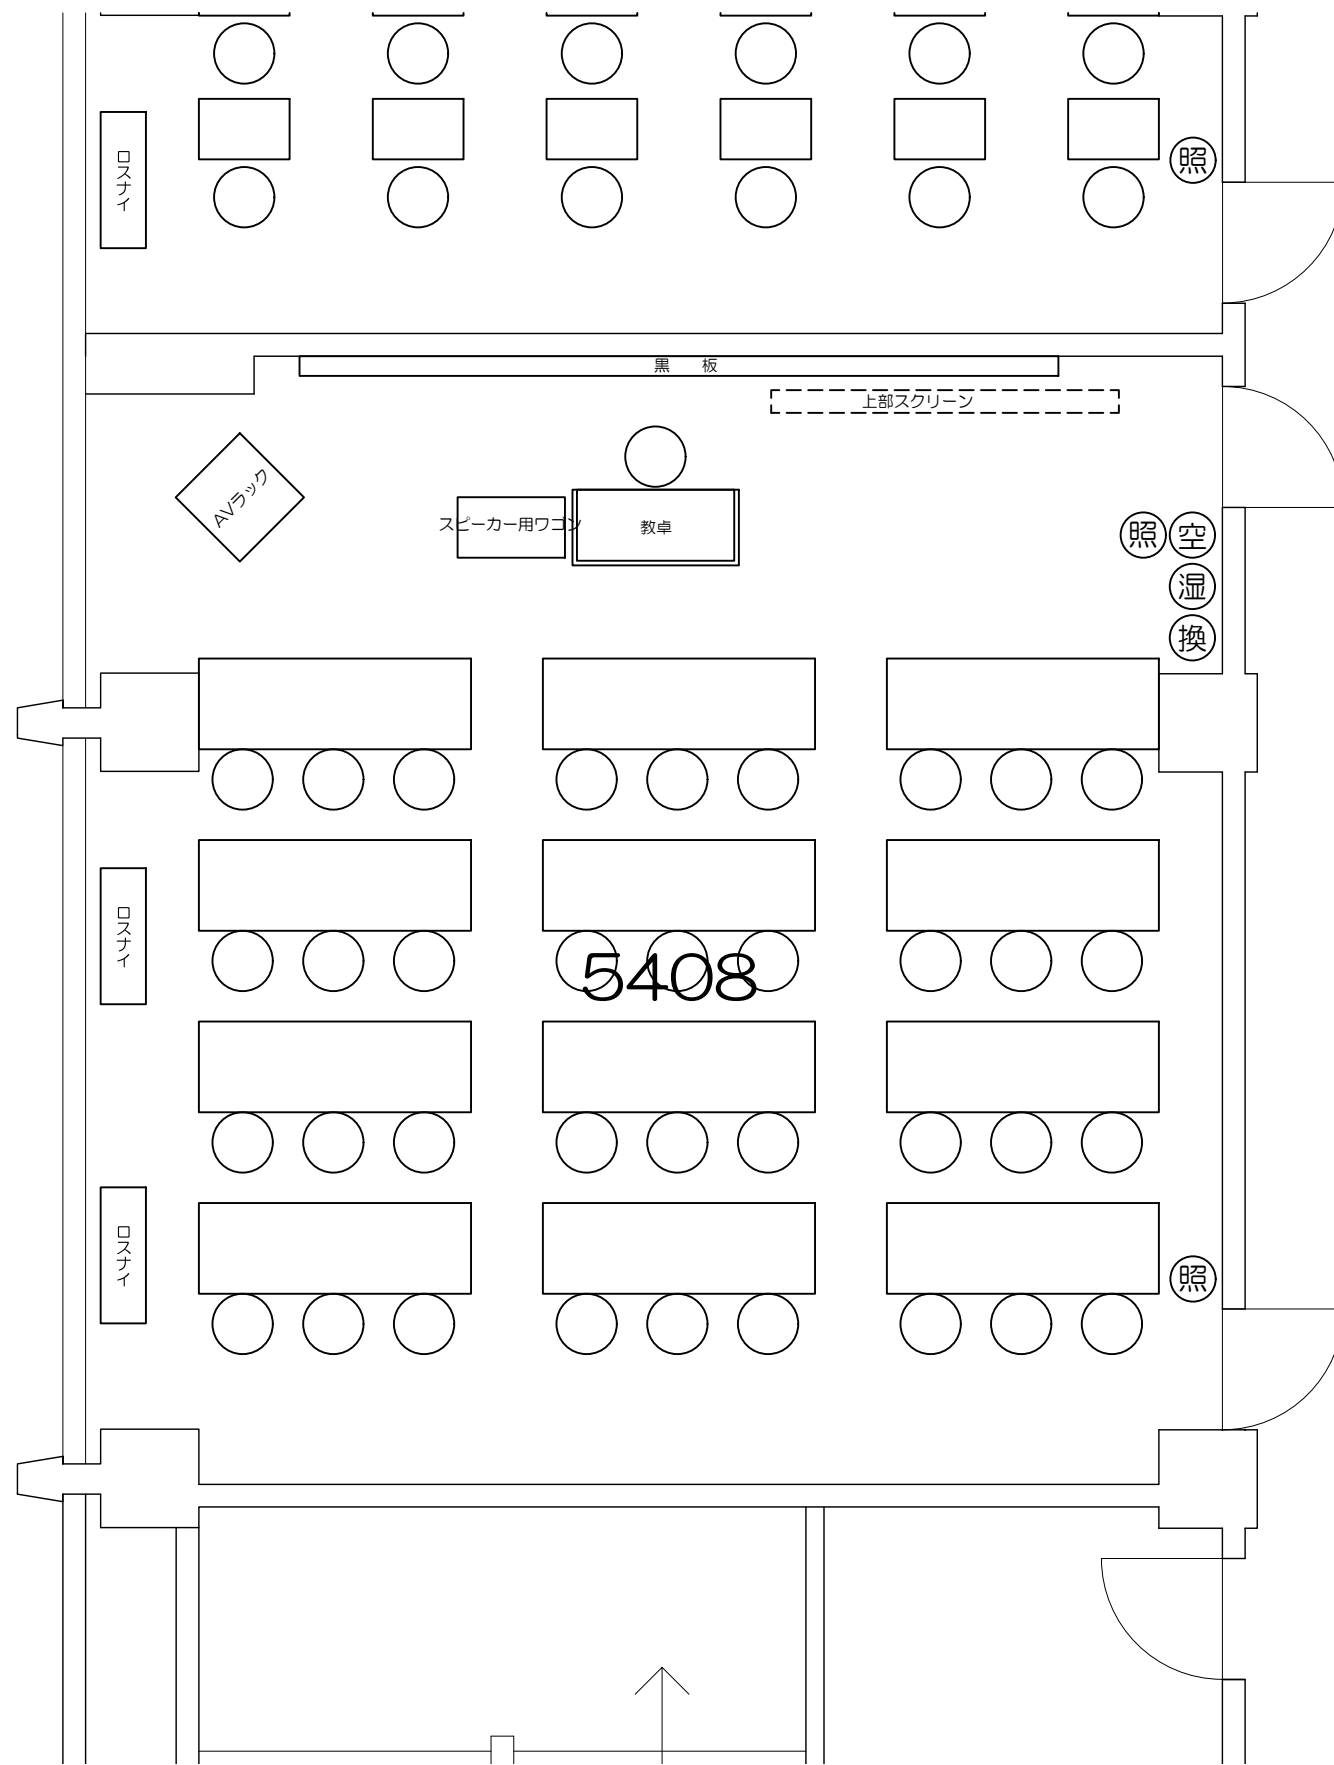 照
ロスナイ
黒 板
上部スクリーン
AVラック
スピーカー用ワゴン
教卓
照 空
湿
換
ロスナイ
5408
ロスナイ
照